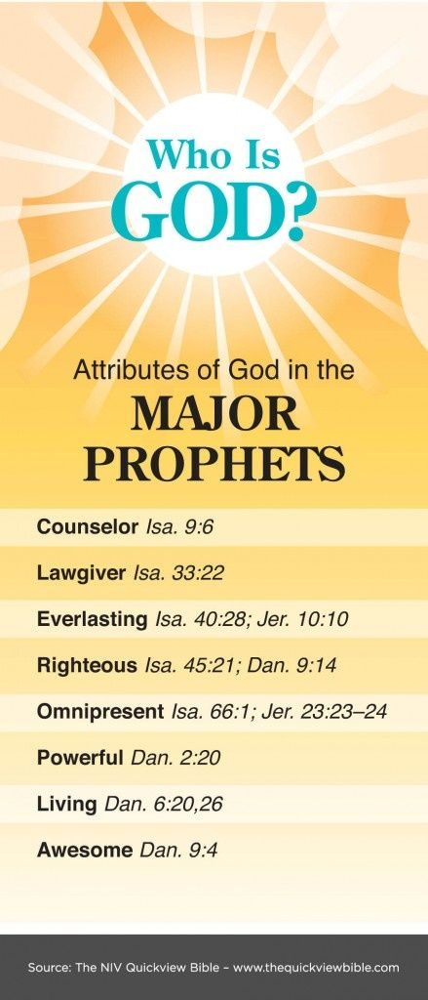 Who Is
GOD?
Attributes of God in the
MAJOR
PROPHETS
Counselor Isa. 9:6
Lawgiver Isa. 33:22
Everlasting Isa. 40:28; Jer. 10:10
Righteous Isa. 45:21; Dan. 9:14
Omnipresent Isa. 66:1; Jer. 23:23–24
Powerful Dan. 2:20
Living Dan. 6:20,26
Awesome Dan. 9:4
Source: The NIV Quickview Bible – www.thequickviewbible.com